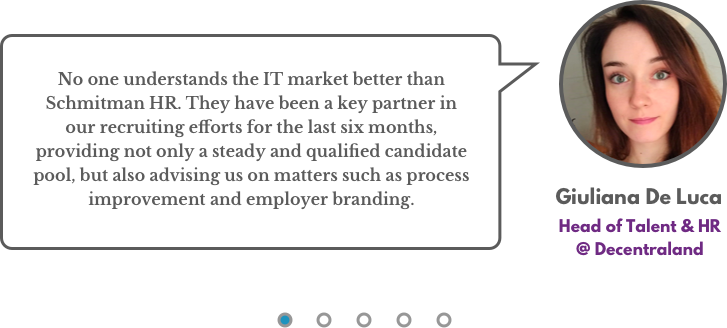 No one understands the IT market better than
Schmitman HR. They have been a key partner in
our recruiting efforts for the last six months,
providing not only a steady and qualified candidate
pool, but also advising us on matters such as process
improvement and employer branding.
Giuliana De Luca
Head of Talent & HR
@ Decentraland